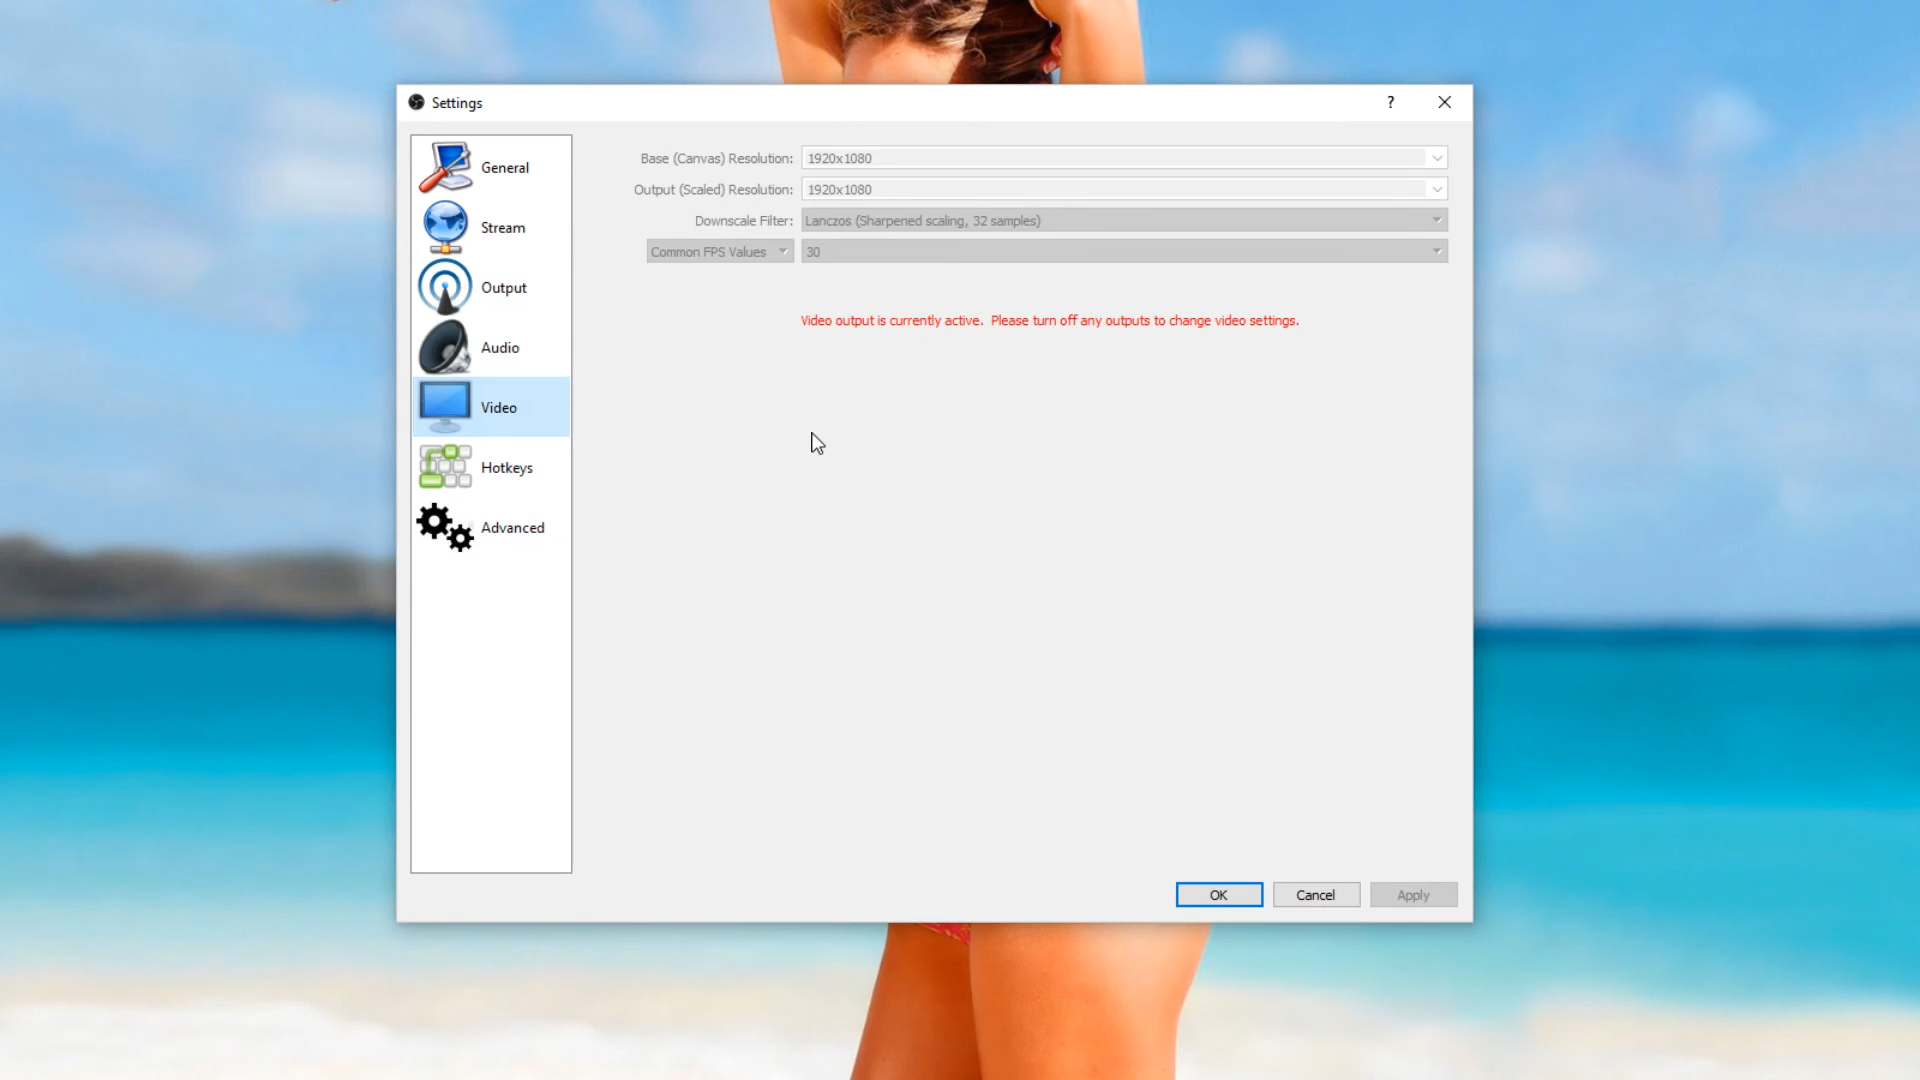 Settings
?
General
Stream
Output
Audio
Video
Hotkeys
Advanced
Base (Canvas) Resolution: 1920x1080
Output (Scaled) Resolution: 1920x1080
Downscale Filter: Lanczos (Sharpened scaling, 32 samples)
Common FPS Values 30
Video output is currently active.  Please turn off any outputs to change video settings.
OK Cancel Apply